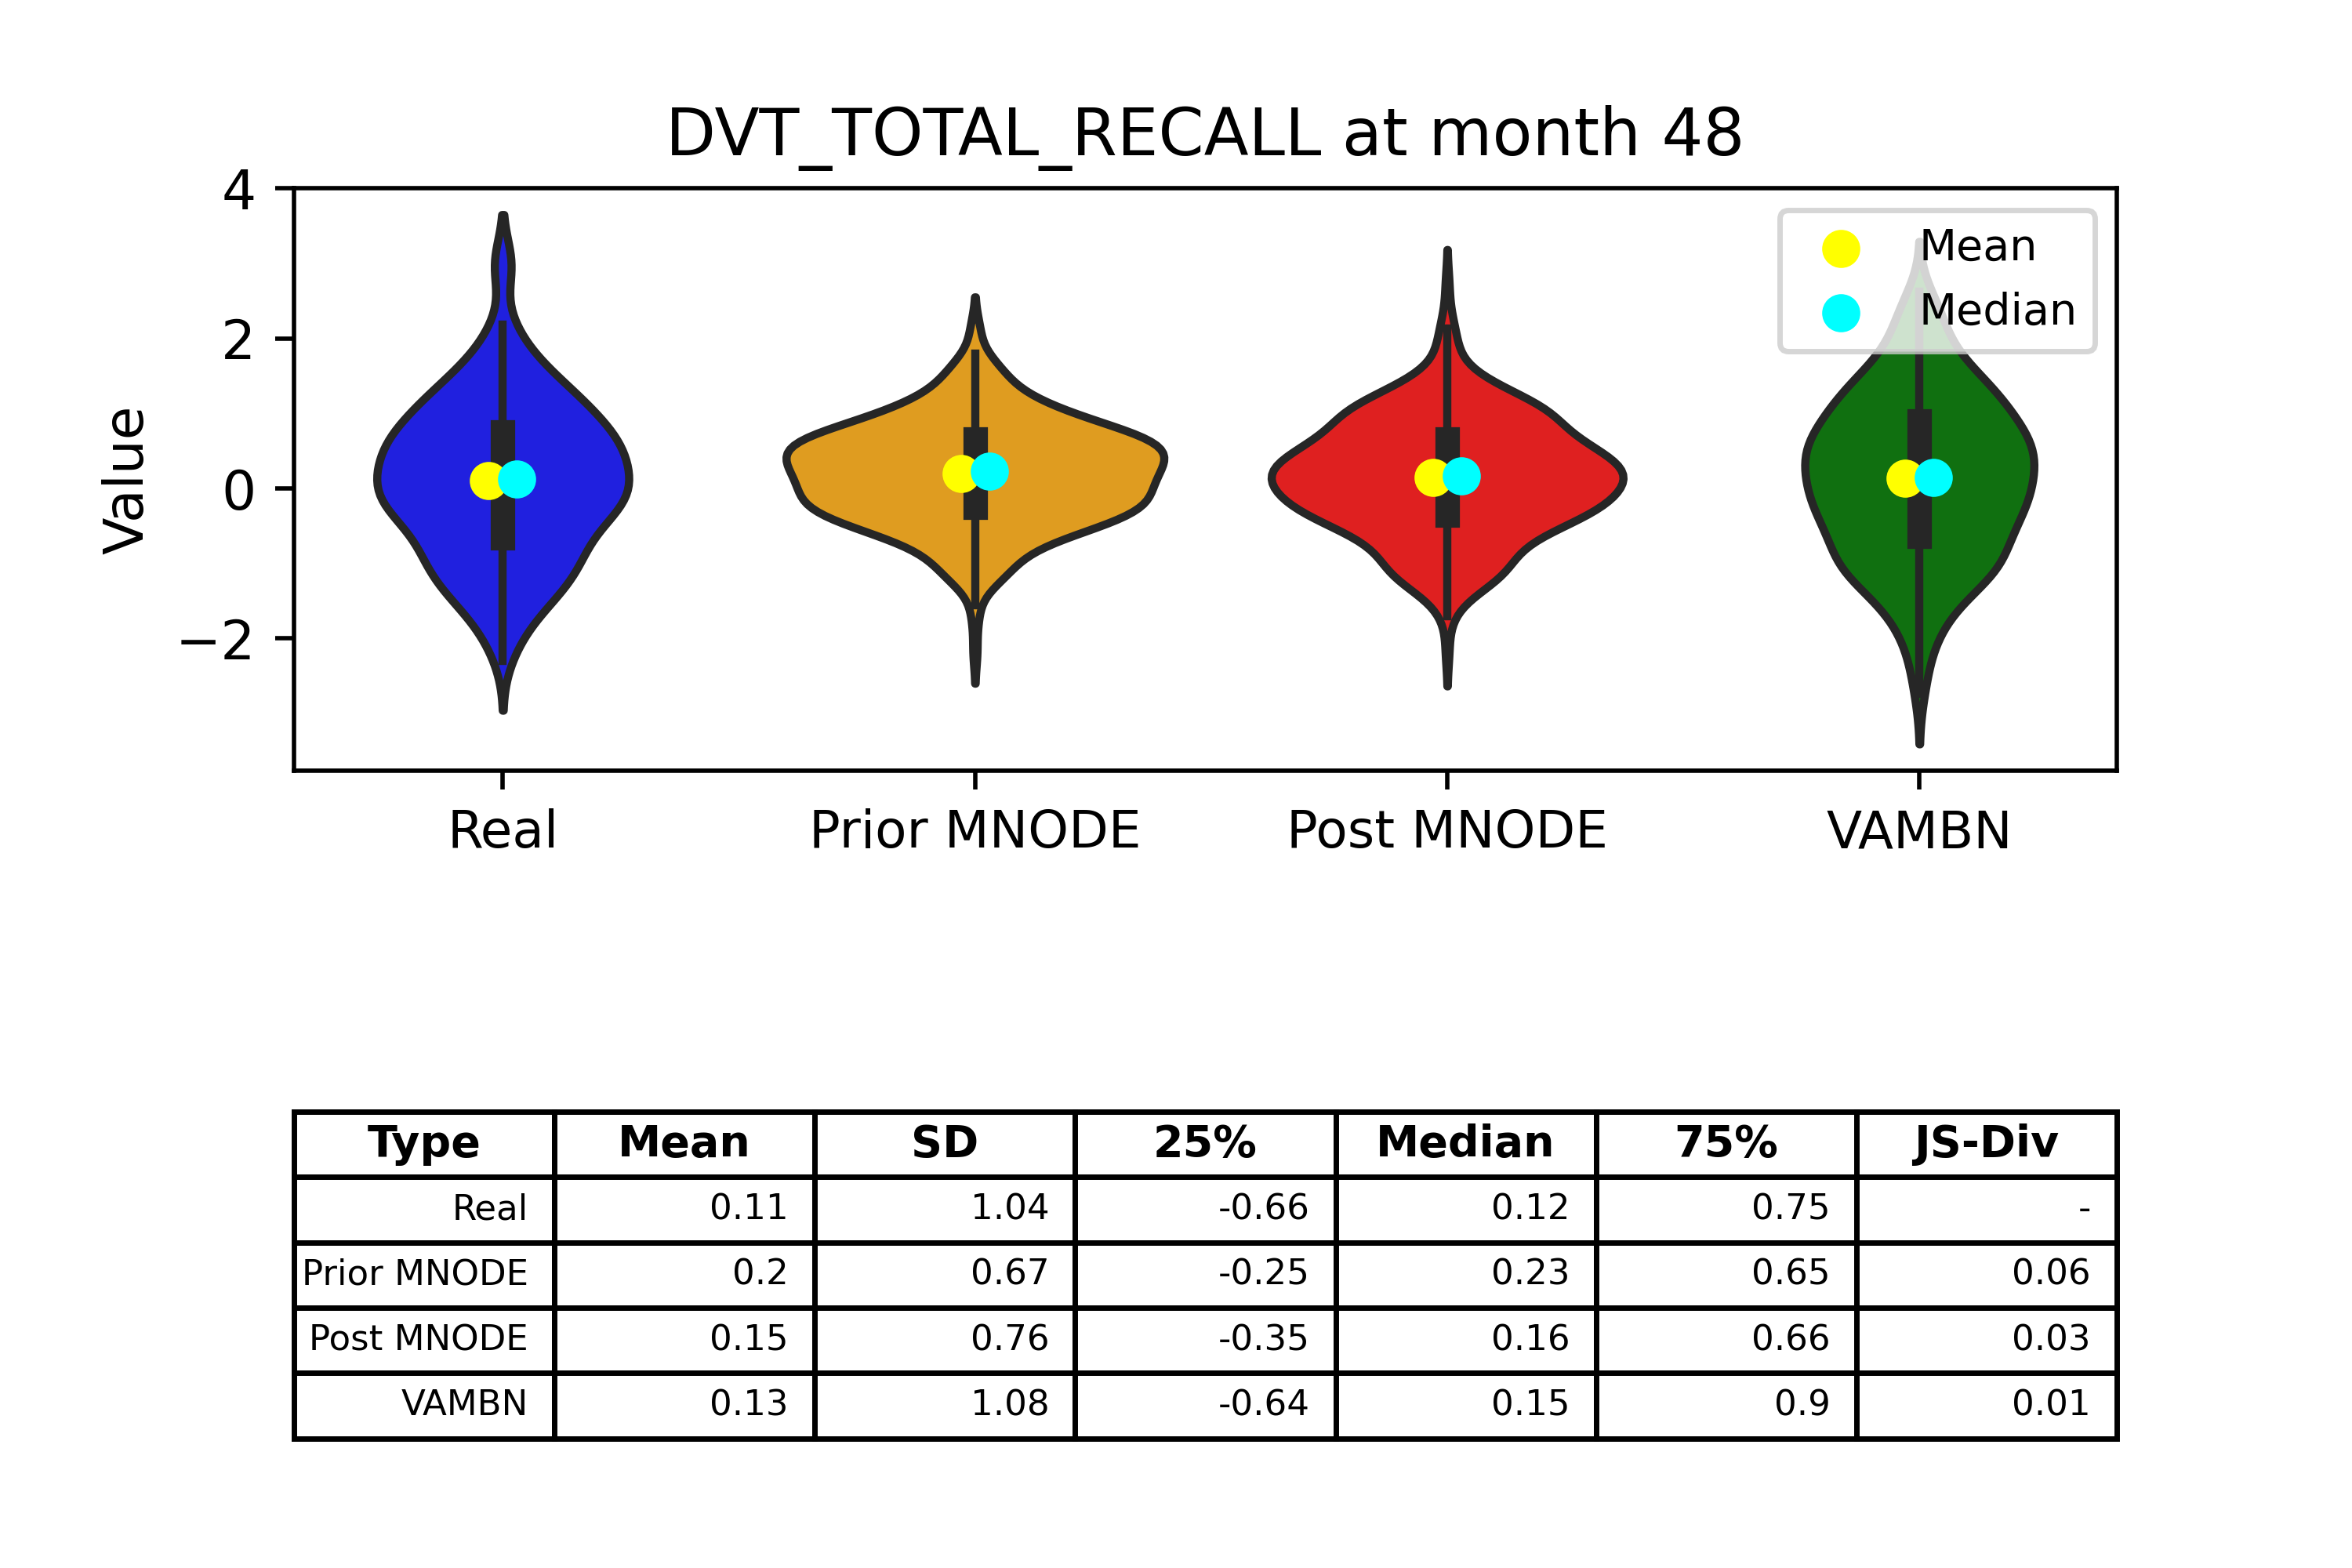 DVT_TOTAL_RECALL at month 48
4
2
0
−2
Value
Mean
Median
Real Prior MNODE Post MNODE VAMBN
Type Mean SD 25% Median 75% JS-Div
Real 0.11 1.04 -0.66 0.12 0.75 -
Prior MNODE 0.2 0.67 -0.25 0.23 0.65 0.06
Post MNODE 0.15 0.76 -0.35 0.16 0.66 0.03
VAMBN 0.13 1.08 -0.64 0.15 0.9 0.01